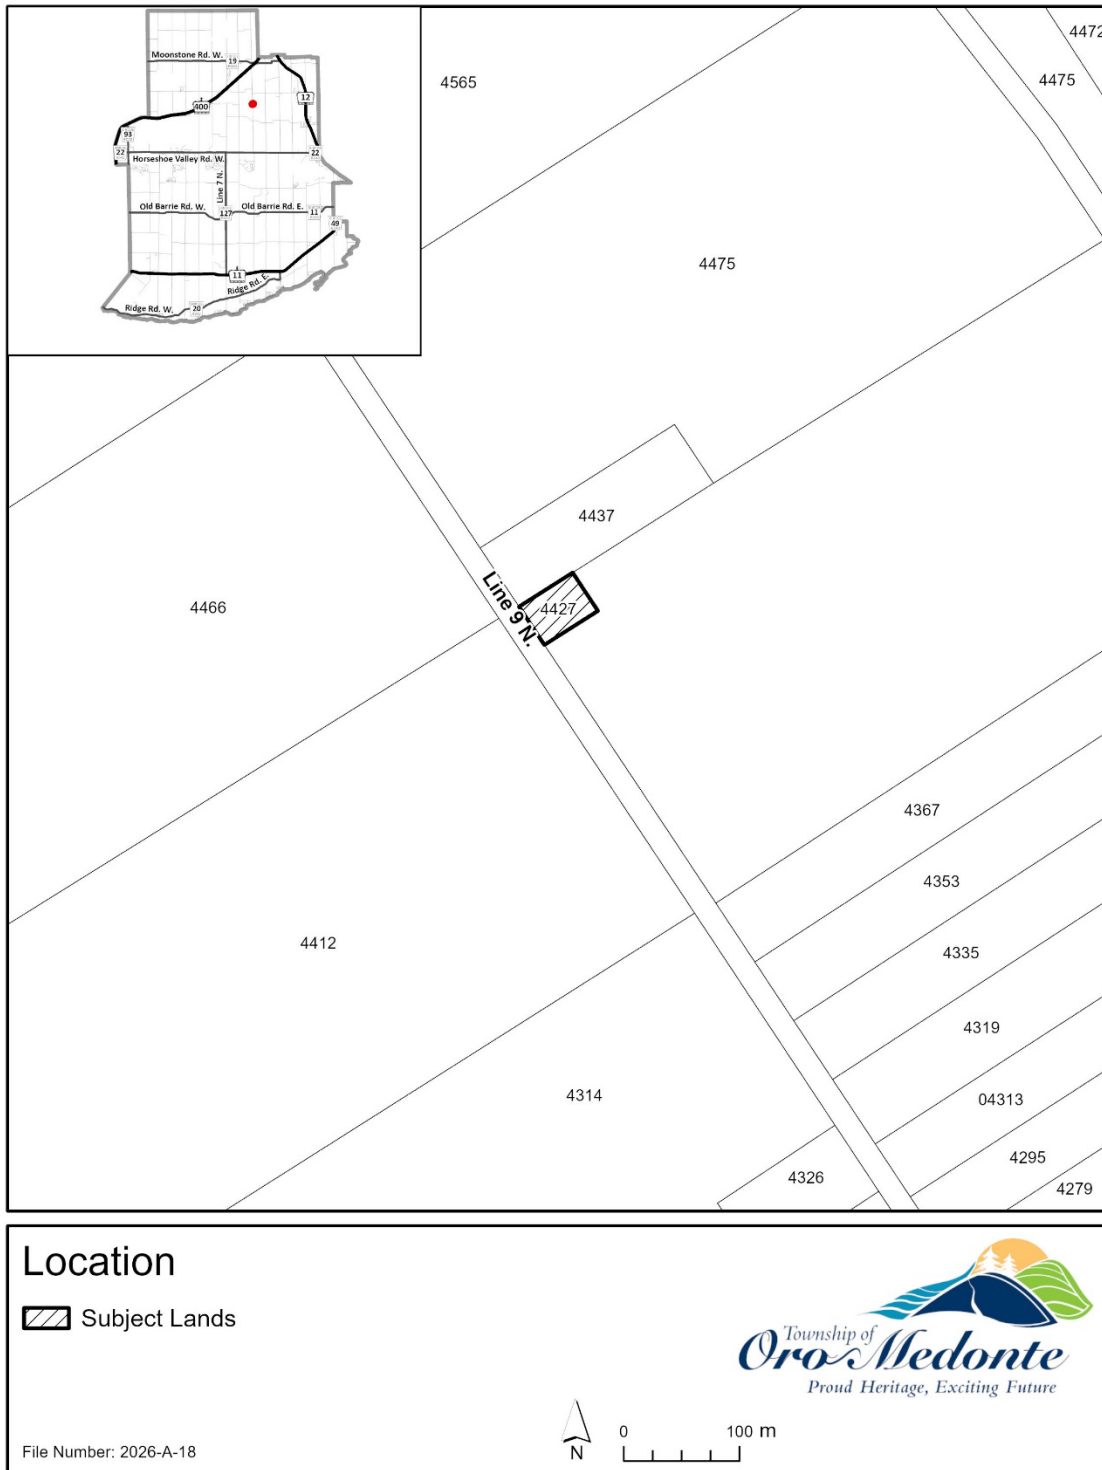 Moonstone Rd. W.
19
400
12
93
22
Horseshoe Valley Rd. W.
22
Line 7 N.
Old Barrie Rd. W.
Old Barrie Rd. E.
11
127
49
11
Ridge Rd. E.
Ridge Rd. W.
20
4565
4472
4475
4475
4437
4466
4427
Line 9 N.
4367
4353
4412
4335
4319
4314
04313
4295
4326
4279
Location
Subject Lands
Township of
Oro-Medonte
Proud Heritage, Exciting Future
File Number: 2026-A-18
N
0 100 m